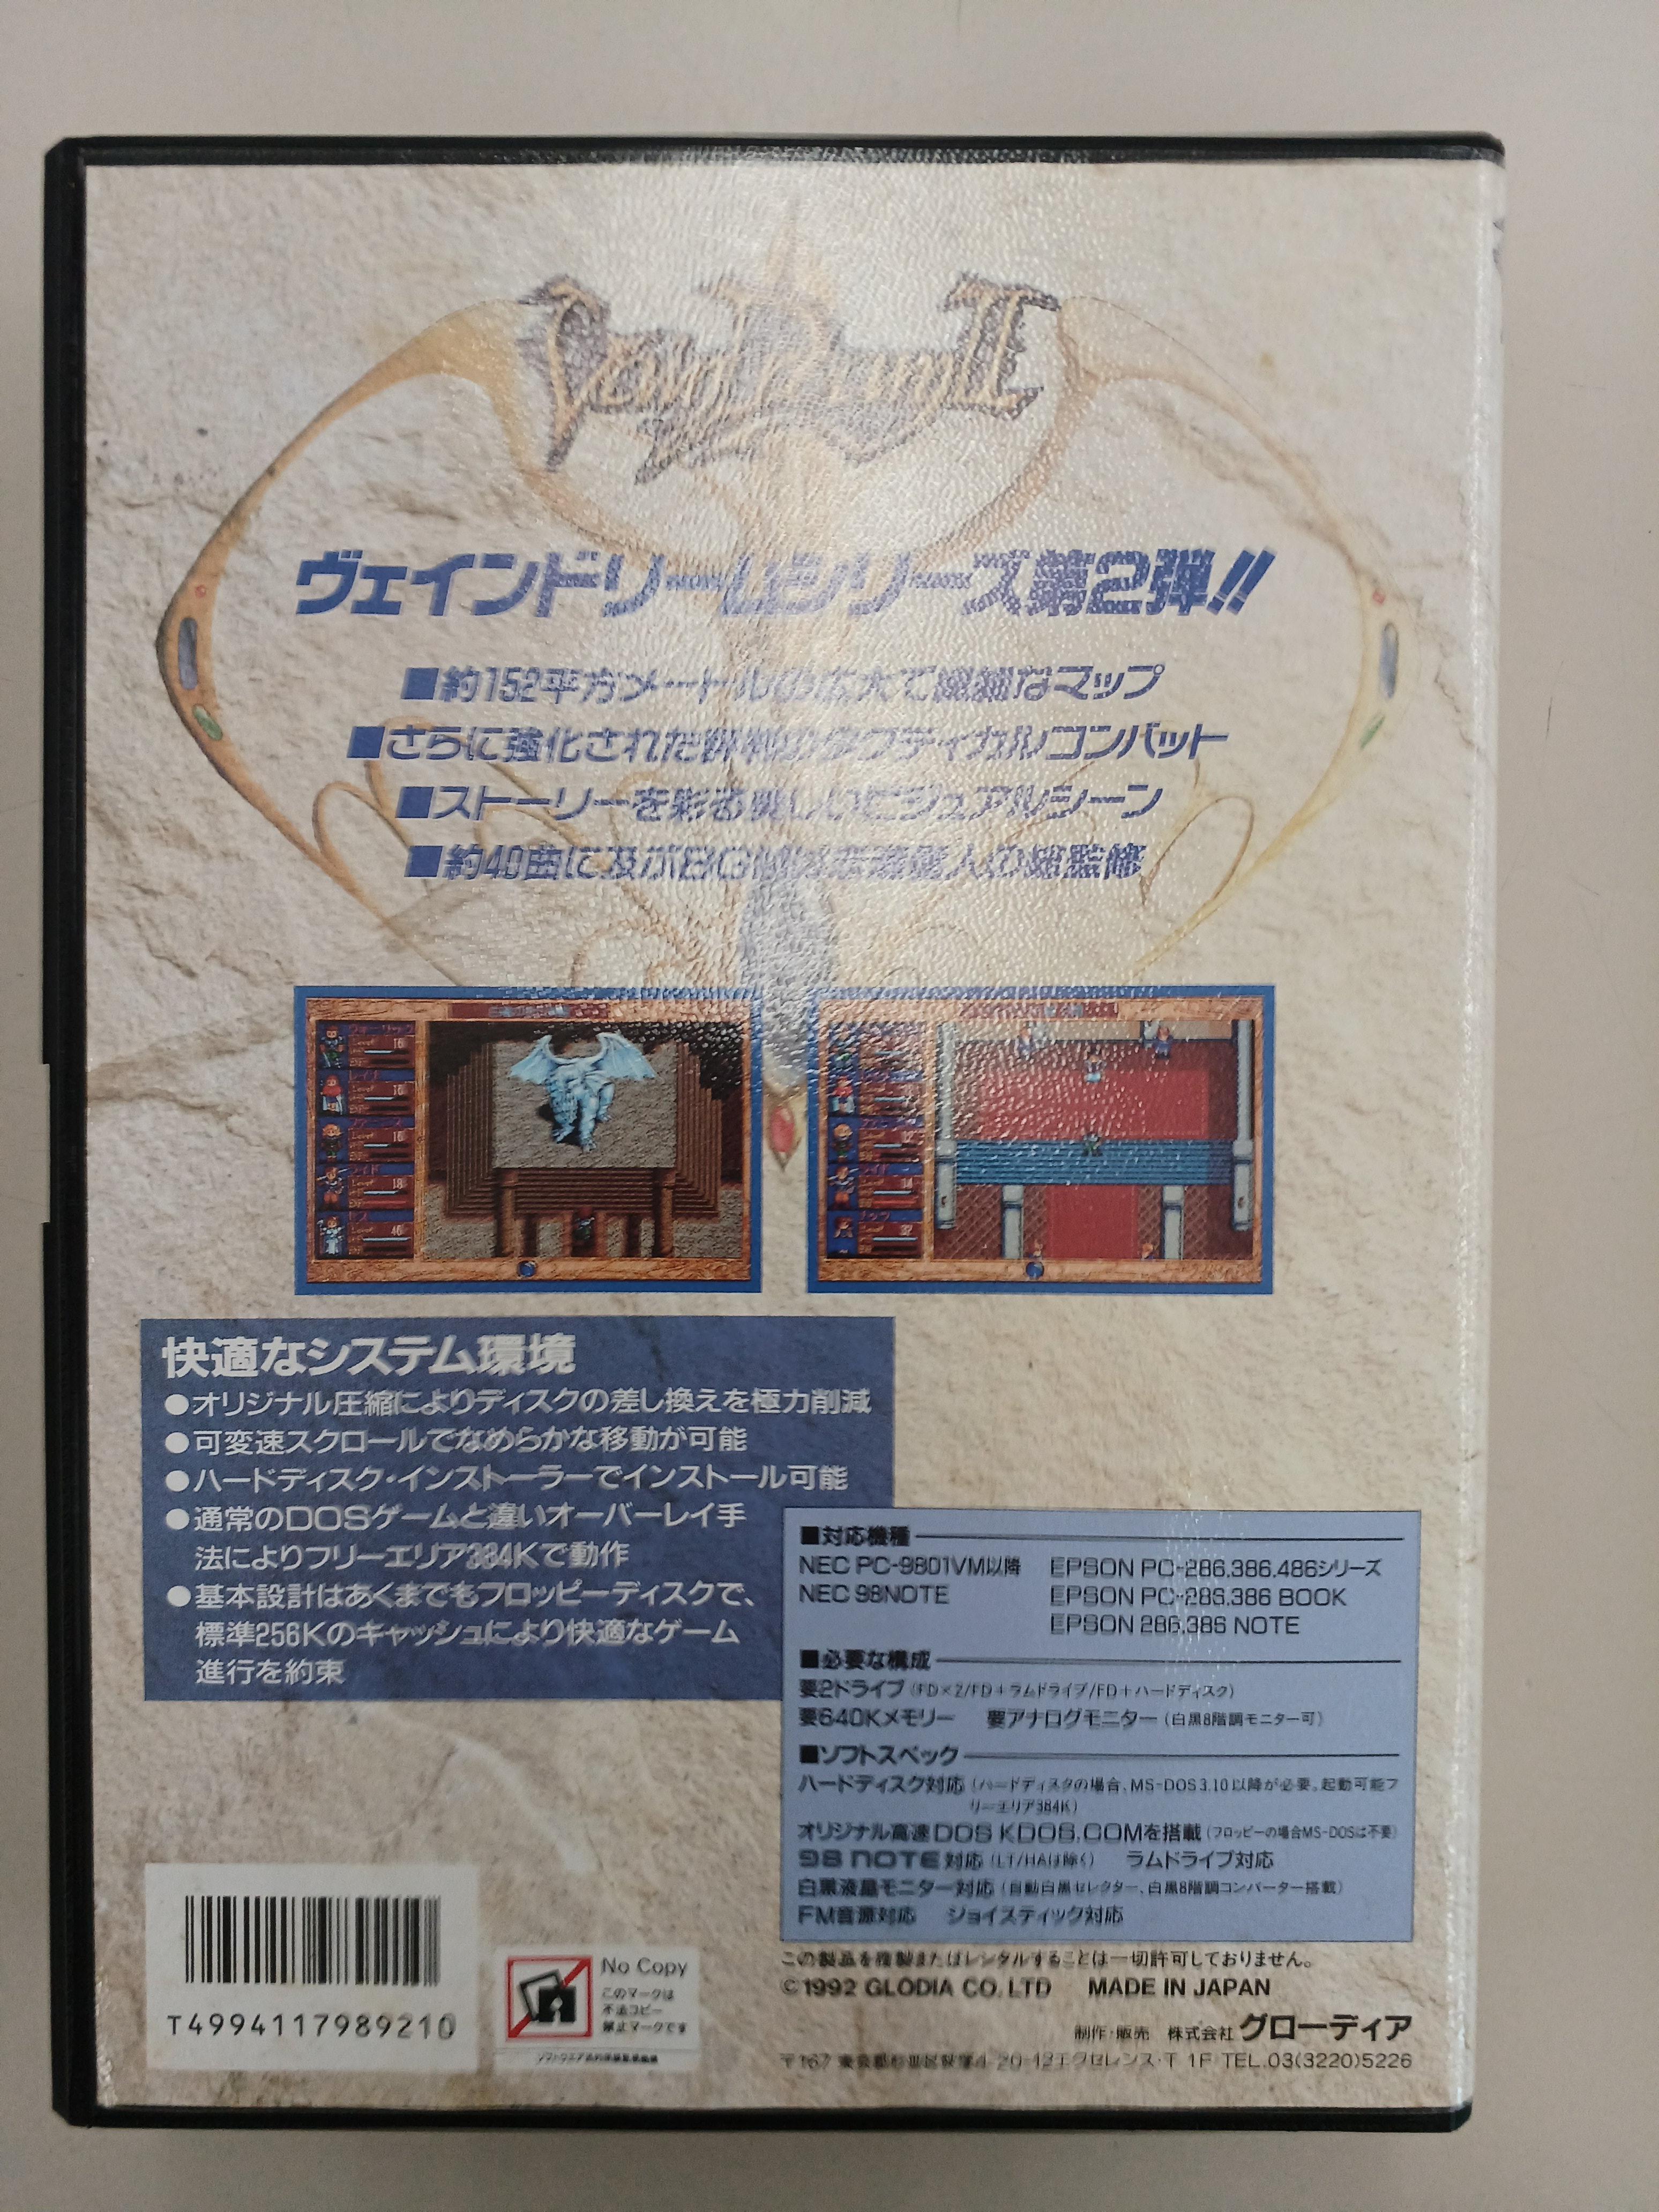 Vain Dream II
ヴェインドリームシリーズ第2弾!!
■約152平方メートルの広大で繊細なマップ
■さらに強化された評判のタクティカルコンバット
■ストーリーを彩る美しいビジュアルシーン
■約40曲に及ぶBGM
快適なシステム環境
●オリジナル圧縮によりディスクの差し換えを極力削減
●可変速スクロールでなめらかな移動が可能
●ハードディスク・インストーラーでインストール可能
●通常のDOSゲームと違いオーバーレイ手
法によりフリーエリア384Kで動作
●基本設計はあくまでもフロッピーディスクで、
標準256Kのキャッシュにより快適なゲーム
進行を約束
■対応機種
NEC PC-9801VM以降 EPSON PC-286,386,486シリーズ
NEC 98NOTE EPSON PC-286,386 BOOK
EPSON 286,386 NOTE
■必要な構成
要2ドライブ(FD×2/FD+ラムドライブ/FD+ハードディスク)
要640Kメモリー 要アナログモニター(白黒8階調モニター可)
■ソフトスペック
ハードディスク対応(ハードディスクの場合、MS-DOS3.10以降が必要。起動可能フ
リーエリア384K)
オリジナル高速DOS KDOS.COMを搭載(フロッピーの場合MS-DOSは不要)
98 NOTE対応(LT/HAは除く) ラムドライブ対応
白黒液晶モニター対応(自動白黒セレクター、白黒8階調コンバーター搭載)
FM音源対応 ジョイスティック対応
この製品を複製またはレンタルすることは一切許可しておりません。
©1992 GLODIA CO. LTD MADE IN JAPAN
制作・販売 株式会社グローディア
〒167 東京都杉並区荻窪4-20-12エクセレンス・T 1F TEL.03(3220)5226
T4994117989210
No Copy
このマークは
不法コピー
禁止マークです